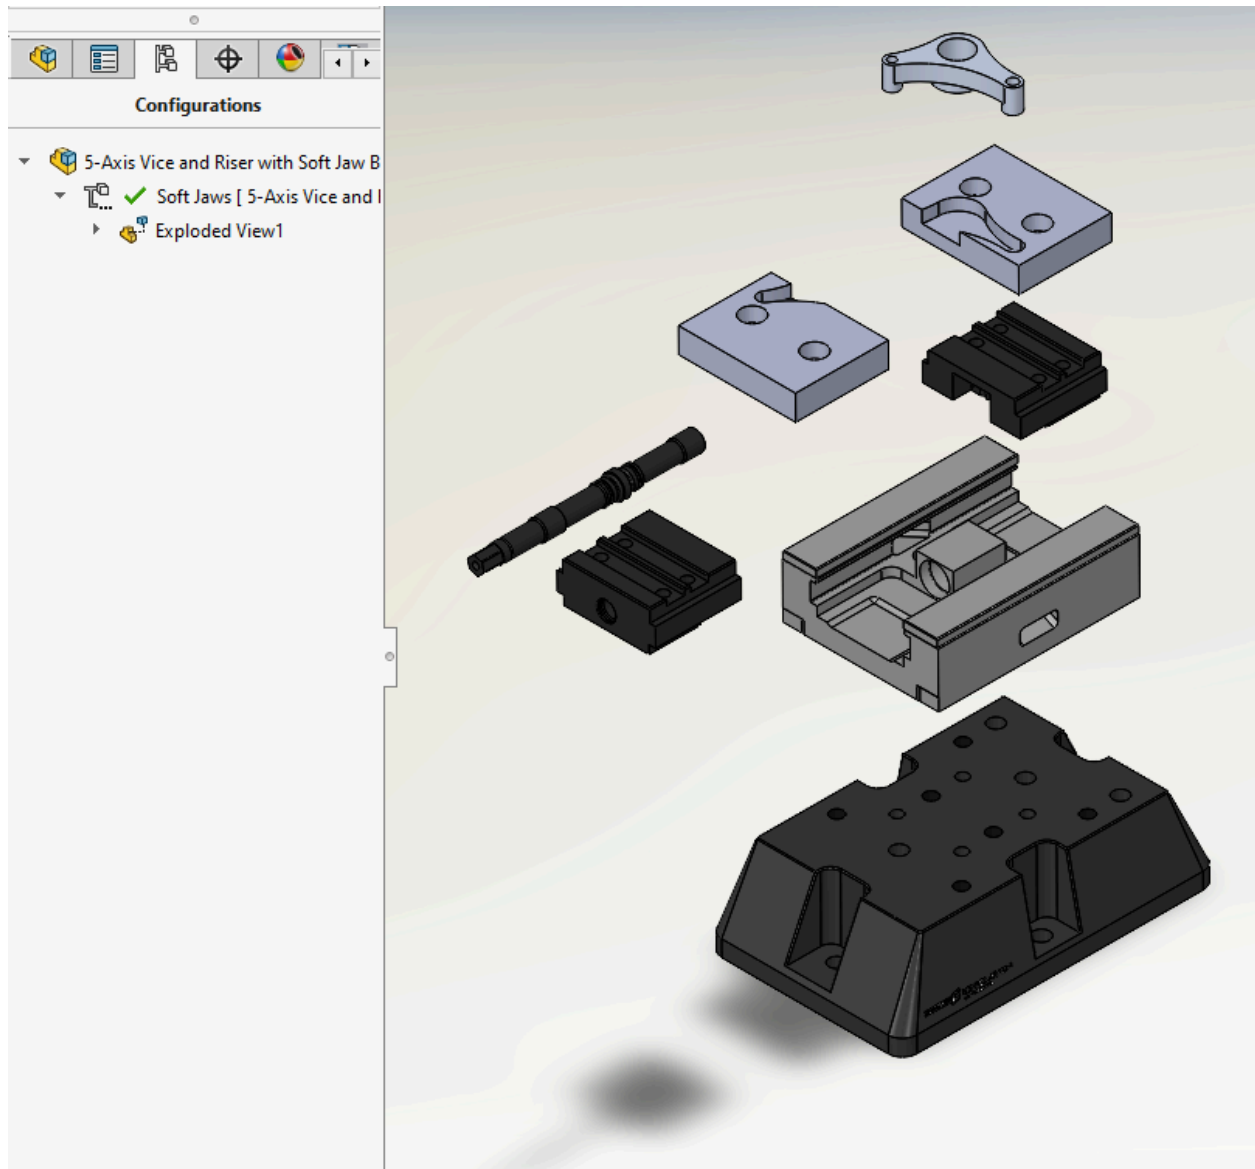 Configurations
5-Axis Vice and Riser with Soft Jaw B
Soft Jaws [ 5-Axis Vice and I
Exploded View1